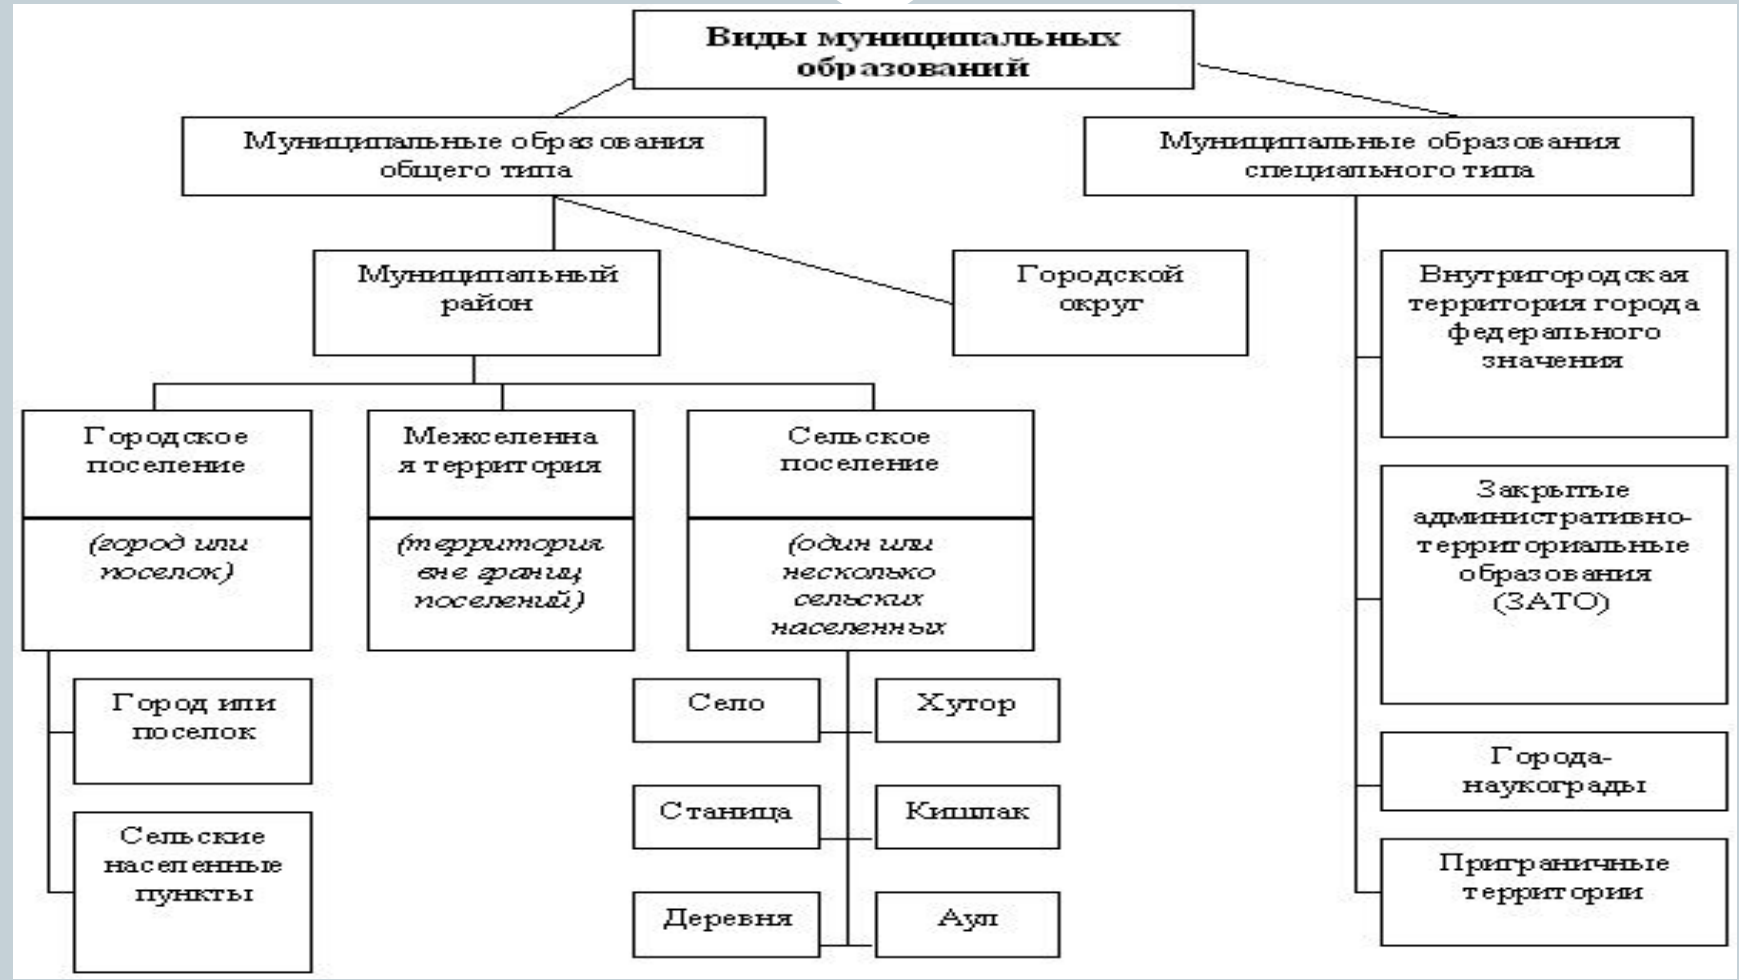 Виды муниципальных
образований
Муниципальные образования
общего типа
Муниципальные образования
специального типа
Муниципальный
район
Городской
округ
Внутригородская
территория города
федерального
значения
Городское
поселение
Межселенна
я территория
Сельское
поселение
(город или
поселок)
(территория
вне границ
поселений)
(один или
несколько
сельских
населенных
Закрытые
административно-
территориальные
образования
(ЗАТО)
Город или
поселок
Сельские
населенные
пункты
Село
Хутор
Станица
Кишлак
Деревня
Аул
Города-
наукограды
Приграничные
территории